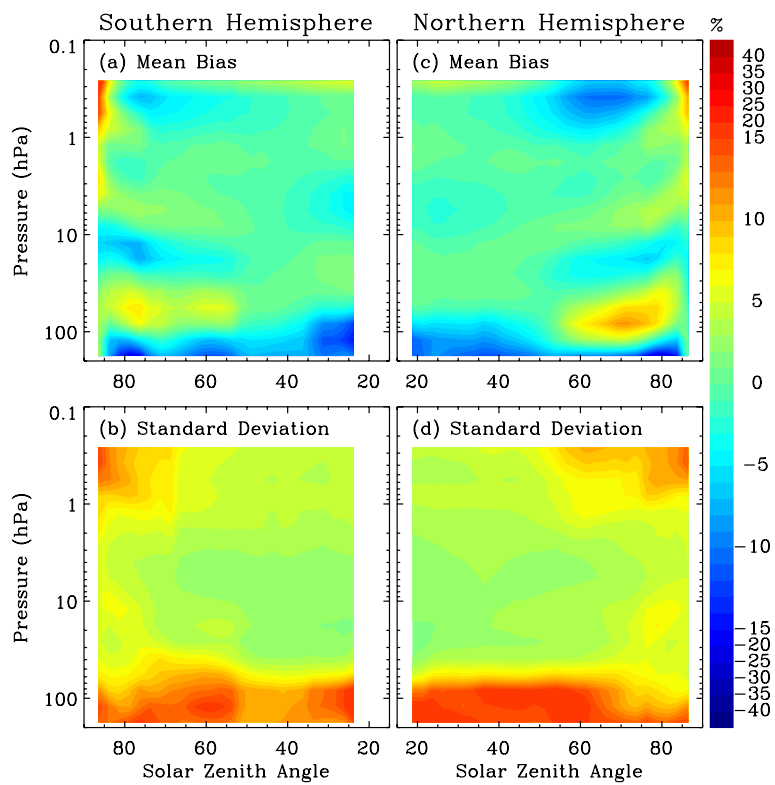 Southern Hemisphere
Northern Hemisphere
%
0.1
(a) Mean Bias
(c) Mean Bias
1
10
100
Pressure (hPa)
80 60 40 20
20 40 60 80
0.1
(b) Standard Deviation
(d) Standard Deviation
1
10
100
Pressure (hPa)
80 60 40 20
20 40 60 80
Solar Zenith Angle
Solar Zenith Angle
40
35
30
25
20
15
10
5
0
−5
−10
−15
−20
−25
−30
−35
−40